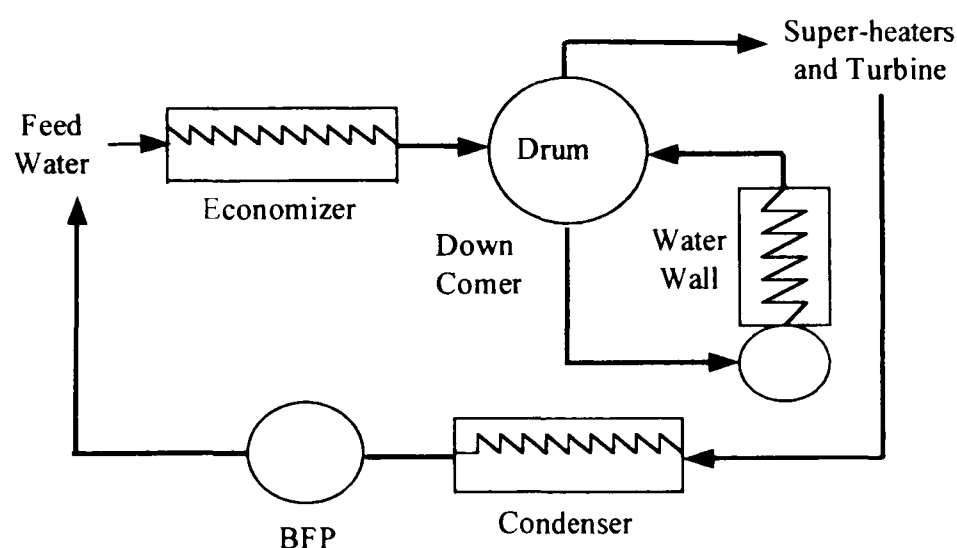 Super-heaters
and Turbine
Feed
Water
Drum
Economizer
Down
Comer
Water
Wall
BFP
Condenser